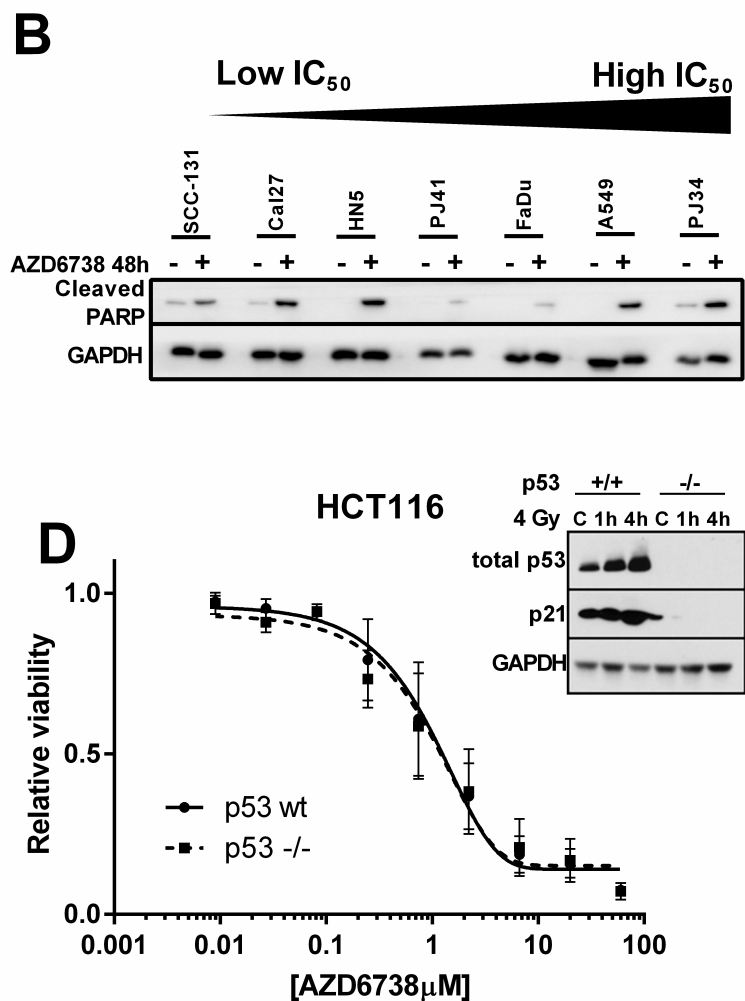 B
Low IC50 High IC50
SCC-131 Cal27 HN5 PJ41 FaDu A549 PJ34
AZD6738 48h - + - + - + - + - + - + - +
Cleaved
PARP
GAPDH
D
HCT116
p53 +/+ -/-
4 Gy C 1h 4h C 1h 4h
total p53
p21
GAPDH
Relative viability
1.0
0.5
0.0
p53 wt
p53 -/-
0.001 0.01 0.1 1 10 100
[AZD6738µM]